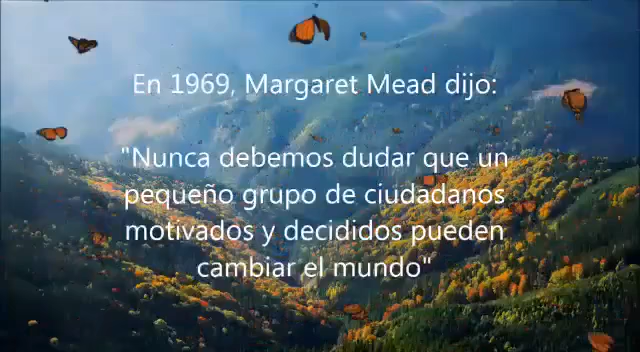 En 1969, Margaret Mead dijo:
"Nunca debemos dudar que un
pequeño grupo de ciudadanos
motivados y decididos pueden
cambiar el mundo"